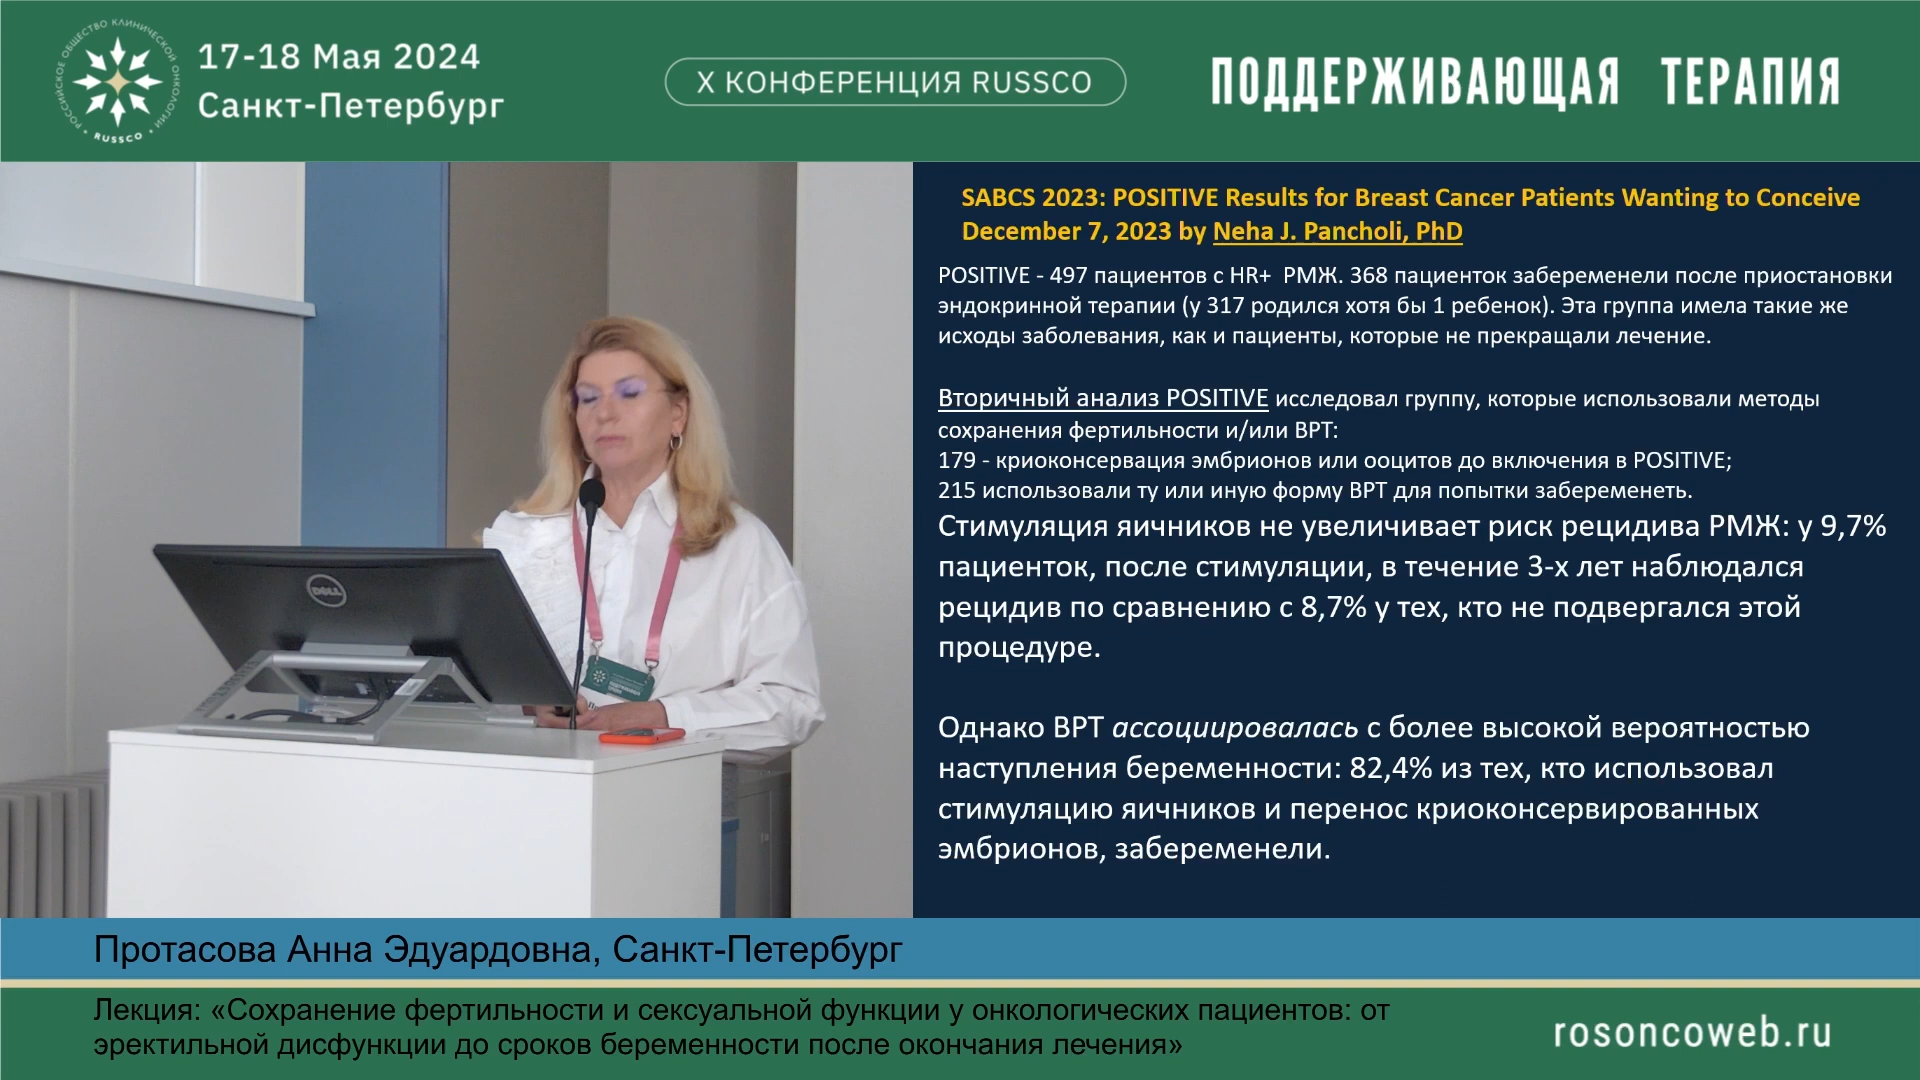 РОССИЙСКОЕ ОБЩЕСТВО КЛИНИЧЕСКОЙ ОНКОЛОГИИ
• RUSSCO •
17-18 Мая 2024
Санкт-Петербург
X КОНФЕРЕНЦИЯ RUSSCO
ПОДДЕРЖИВАЮЩАЯ ТЕРАПИЯ
SABCS 2023: POSITIVE Results for Breast Cancer Patients Wanting to Conceive
December 7, 2023 by Neha J. Pancholi, PhD
POSITIVE - 497 пациентов с HR+ РМЖ. 368 пациенток забеременели после приостановки
эндокринной терапии (у 317 родился хотя бы 1 ребенок). Эта группа имела такие же
исходы заболевания, как и пациенты, которые не прекращали лечение.
Вторичный анализ POSITIVE исследовал группу, которые использовали методы
сохранения фертильности и/или ВРТ:
179 - криоконсервация эмбрионов или ооцитов до включения в POSITIVE;
215 использовали ту или иную форму ВРТ для попытки забеременеть.
Стимуляция яичников не увеличивает риск рецидива РМЖ: у 9,7%
пациенток, после стимуляции, в течение 3-х лет наблюдался
рецидив по сравнению с 8,7% у тех, кто не подвергался этой
процедуре.
Однако ВРТ ассоциировалась с более высокой вероятностью
наступления беременности: 82,4% из тех, кто использовал
стимуляцию яичников и перенос криоконсервированных
эмбрионов, забеременели.
DELL
Протасова Анна Эдуардовна, Санкт-Петербург
Лекция: «Сохранение фертильности и сексуальной функции у онкологических пациентов: от
эректильной дисфункции до сроков беременности после окончания лечения»
rosoncoweb.ru